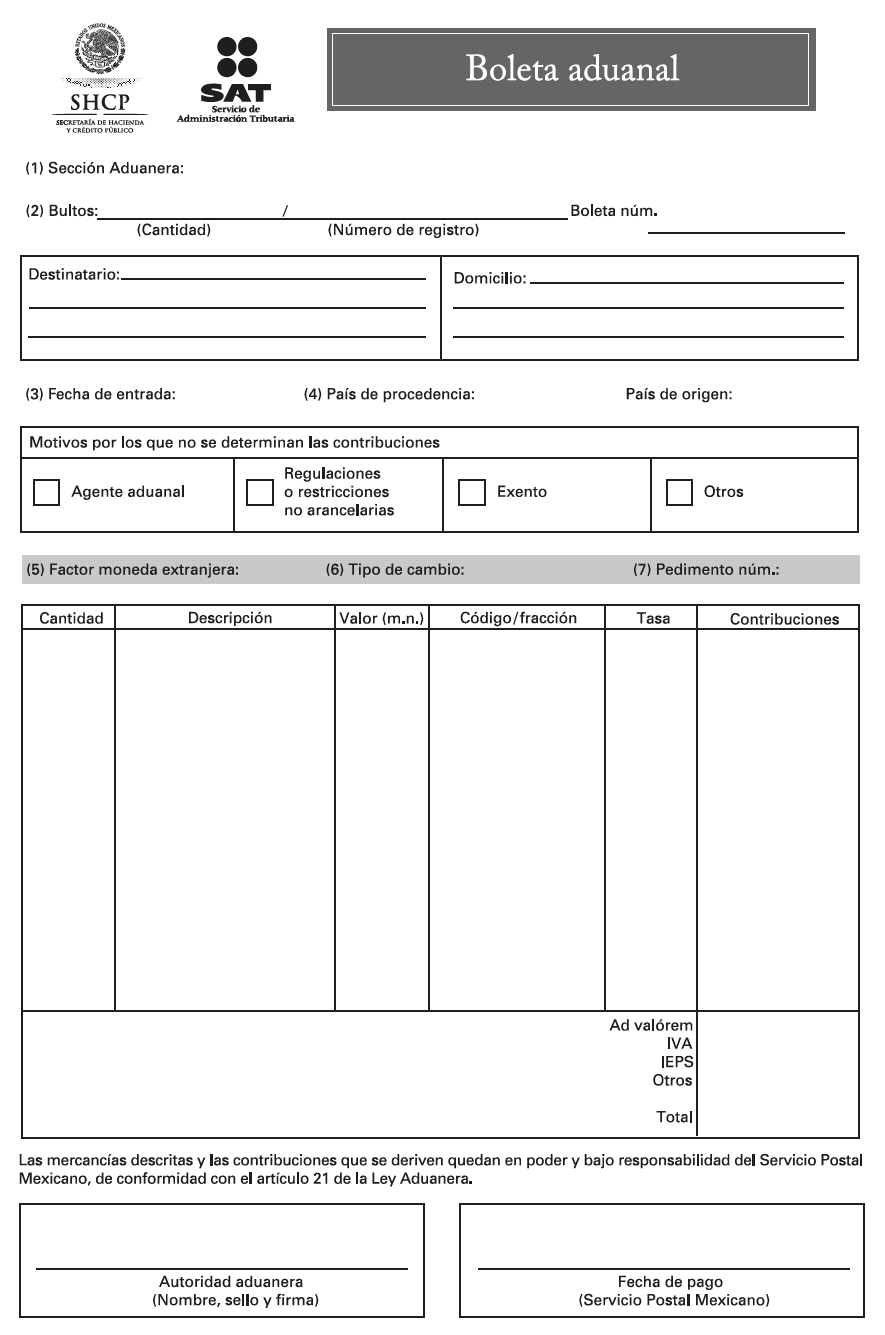 ESTADOS UNIDOS MEXICANOS
SHCP
SECRETARÍA DE HACIENDA
Y CRÉDITO PÚBLICO
SAT
Servicio de
Administración Tributaria
Boleta aduanal
(1) Sección Aduanera:
(2) Bultos: / Boleta núm.
(Cantidad) (Número de registro)
Destinatario: Domicilio:
(3) Fecha de entrada: (4) País de procedencia: País de origen:
Motivos por los que no se determinan las contribuciones
Agente aduanal
Regulaciones
o restricciones
no arancelarias
Exento
Otros
(5) Factor moneda extranjera: (6) Tipo de cambio: (7) Pedimento núm.:
Cantidad Descripción Valor (m.n.) Código/fracción Tasa Contribuciones
Ad valórem
IVA
IEPS
Otros
Total
Las mercancías descritas y las contribuciones que se deriven quedan en poder y bajo responsabilidad del Servicio Postal
Mexicano, de conformidad con el artículo 21 de la Ley Aduanera.
Autoridad aduanera
(Nombre, sello y firma)
Fecha de pago
(Servicio Postal Mexicano)